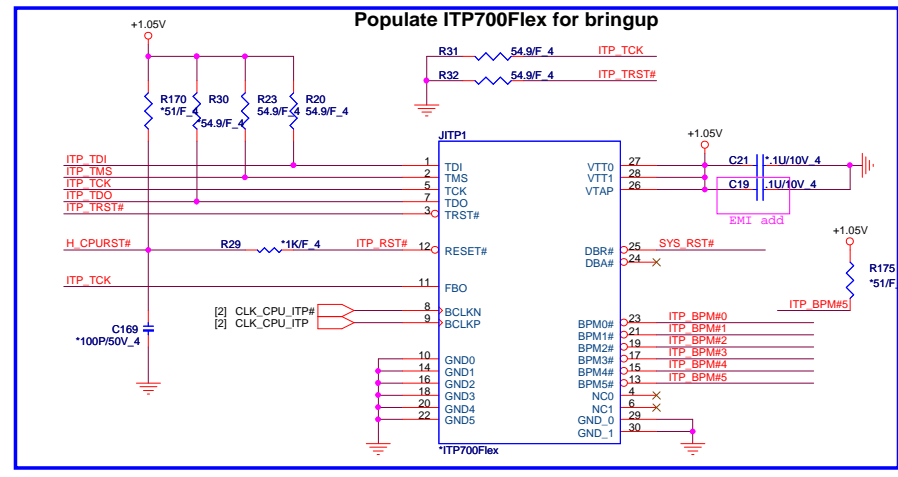 Populate ITP700Flex for bringup
+1.05V
R31 54.9/F_4 ITP_TCK
R32 54.9/F_4 ITP_TRST#
R170 R30 R23 R20
*51/F_4 *54.9/F_4 54.9/F_4 54.9/F_4
JITP1
+1.05V
ITP_TDI 1 TDI
ITP_TMS 2 TMS
ITP_TCK 5 TCK
ITP_TDO 7 TDO
ITP_TRST# 3 TRST#
VTT0 27
VTT1 28
VTAP 26
C21 *.1U/10V_4
C19 .1U/10V_4
EMI add
H_CPURST# R29 *1K/F_4 ITP_RST# 12 RESET#
DBR# 25 SYS_RST#
DBA# 24
+1.05V
R175
*51/F_
ITP_BPM#5
ITP_TCK 11 FBO
[2] CLK_CPU_ITP# 8 BCLKN
[2] CLK_CPU_ITP 9 BCLKP
C169
*100P/50V_4
BPM0# 23 ITP_BPM#0
BPM1# 21 ITP_BPM#1
BPM2# 19 ITP_BPM#2
BPM3# 17 ITP_BPM#3
BPM4# 15 ITP_BPM#4
BPM5# 13 ITP_BPM#5
NC0 4
NC1 6
GND_0 29
GND_1 30
10 GND0
14 GND1
16 GND2
18 GND3
20 GND4
22 GND5
*ITP700Flex